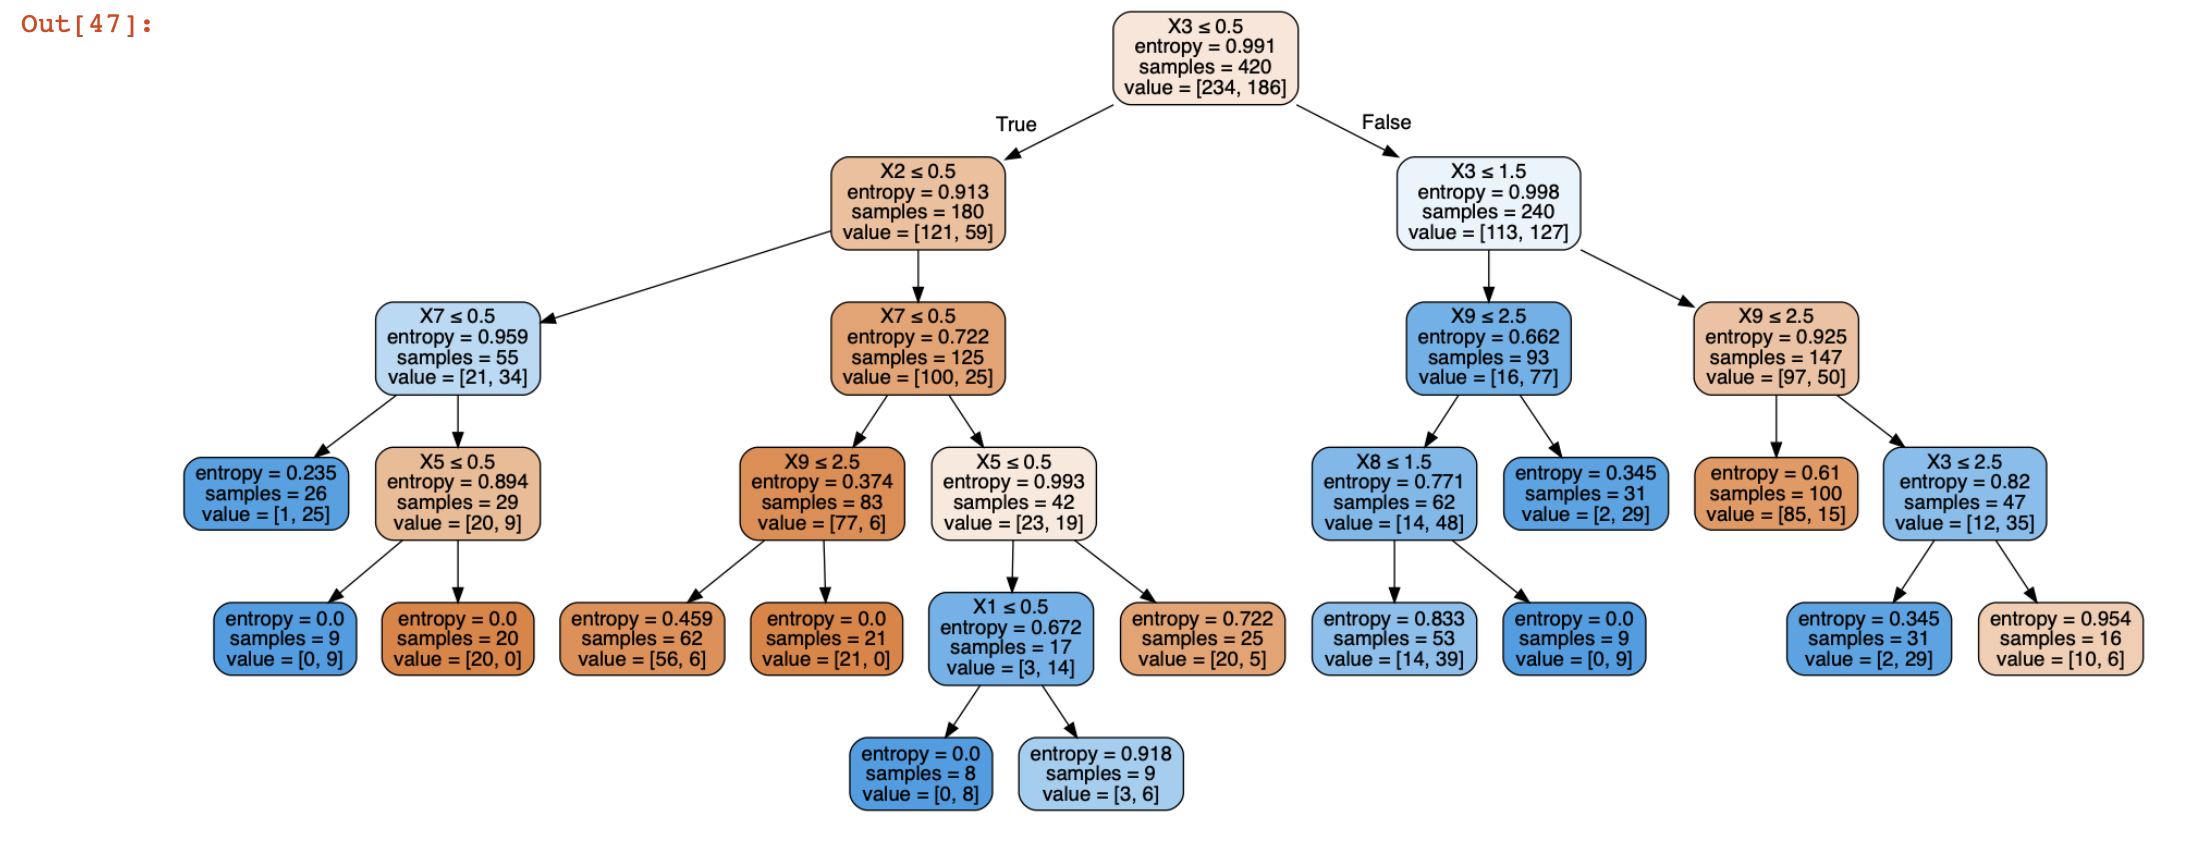 Out[47]:
X3 ≤ 0.5
entropy = 0.991
samples = 420
value = [234, 186]
True
False
X2 ≤ 0.5
entropy = 0.913
samples = 180
value = [121, 59]
X3 ≤ 1.5
entropy = 0.998
samples = 240
value = [113, 127]
X7 ≤ 0.5
entropy = 0.959
samples = 55
value = [21, 34]
X7 ≤ 0.5
entropy = 0.722
samples = 125
value = [100, 25]
X9 ≤ 2.5
entropy = 0.662
samples = 93
value = [16, 77]
X9 ≤ 2.5
entropy = 0.925
samples = 147
value = [97, 50]
entropy = 0.235
samples = 26
value = [1, 25]
X5 ≤ 0.5
entropy = 0.894
samples = 29
value = [20, 9]
X9 ≤ 2.5
entropy = 0.374
samples = 83
value = [77, 6]
X5 ≤ 0.5
entropy = 0.993
samples = 42
value = [23, 19]
X8 ≤ 1.5
entropy = 0.771
samples = 62
value = [14, 48]
entropy = 0.345
samples = 31
value = [2, 29]
entropy = 0.61
samples = 100
value = [85, 15]
X3 ≤ 2.5
entropy = 0.82
samples = 47
value = [12, 35]
entropy = 0.0
samples = 9
value = [0, 9]
entropy = 0.0
samples = 20
value = [20, 0]
entropy = 0.459
samples = 62
value = [56, 6]
entropy = 0.0
samples = 21
value = [21, 0]
X1 ≤ 0.5
entropy = 0.672
samples = 17
value = [3, 14]
entropy = 0.722
samples = 25
value = [20, 5]
entropy = 0.833
samples = 53
value = [14, 39]
entropy = 0.0
samples = 9
value = [0, 9]
entropy = 0.345
samples = 31
value = [2, 29]
entropy = 0.954
samples = 16
value = [10, 6]
entropy = 0.0
samples = 8
value = [0, 8]
entropy = 0.918
samples = 9
value = [3, 6]